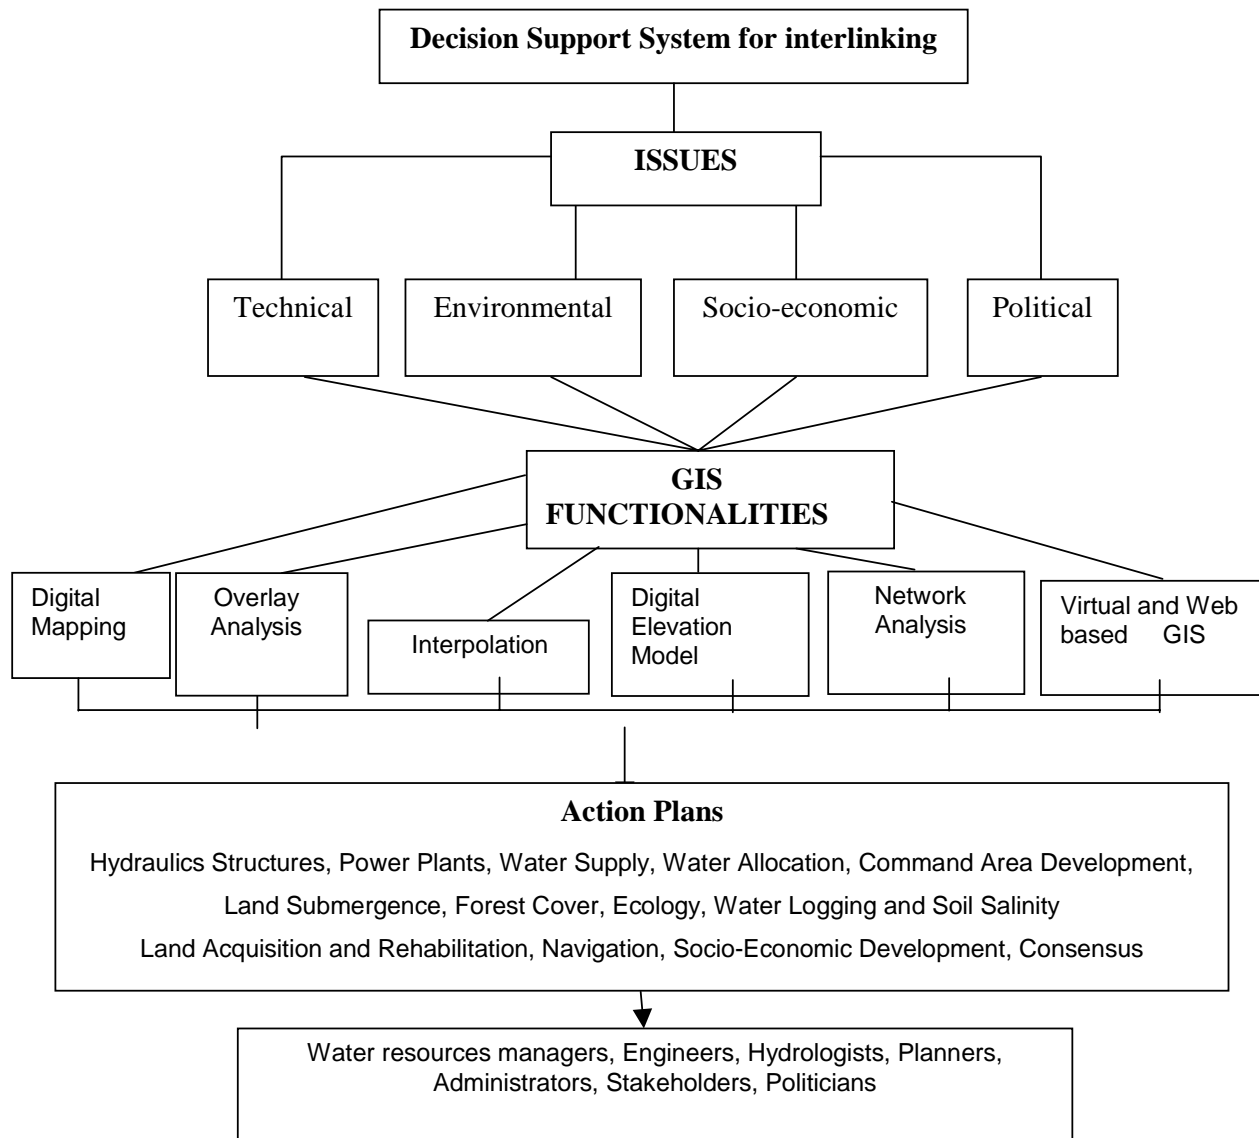 Decision Support System for interlinking
ISSUES
Technical
Environmental
Socio-economic
Political
GIS
FUNCTIONALITIES
Digital
Mapping
Overlay
Analysis
Interpolation
Digital
Elevation
Model
Network
Analysis
Virtual and Web
based GIS
Action Plans
Hydraulics Structures, Power Plants, Water Supply, Water Allocation, Command Area Development,
Land Submergence, Forest Cover, Ecology, Water Logging and Soil Salinity
Land Acquisition and Rehabilitation, Navigation, Socio-Economic Development, Consensus
Water resources managers, Engineers, Hydrologists, Planners,
Administrators, Stakeholders, Politicians